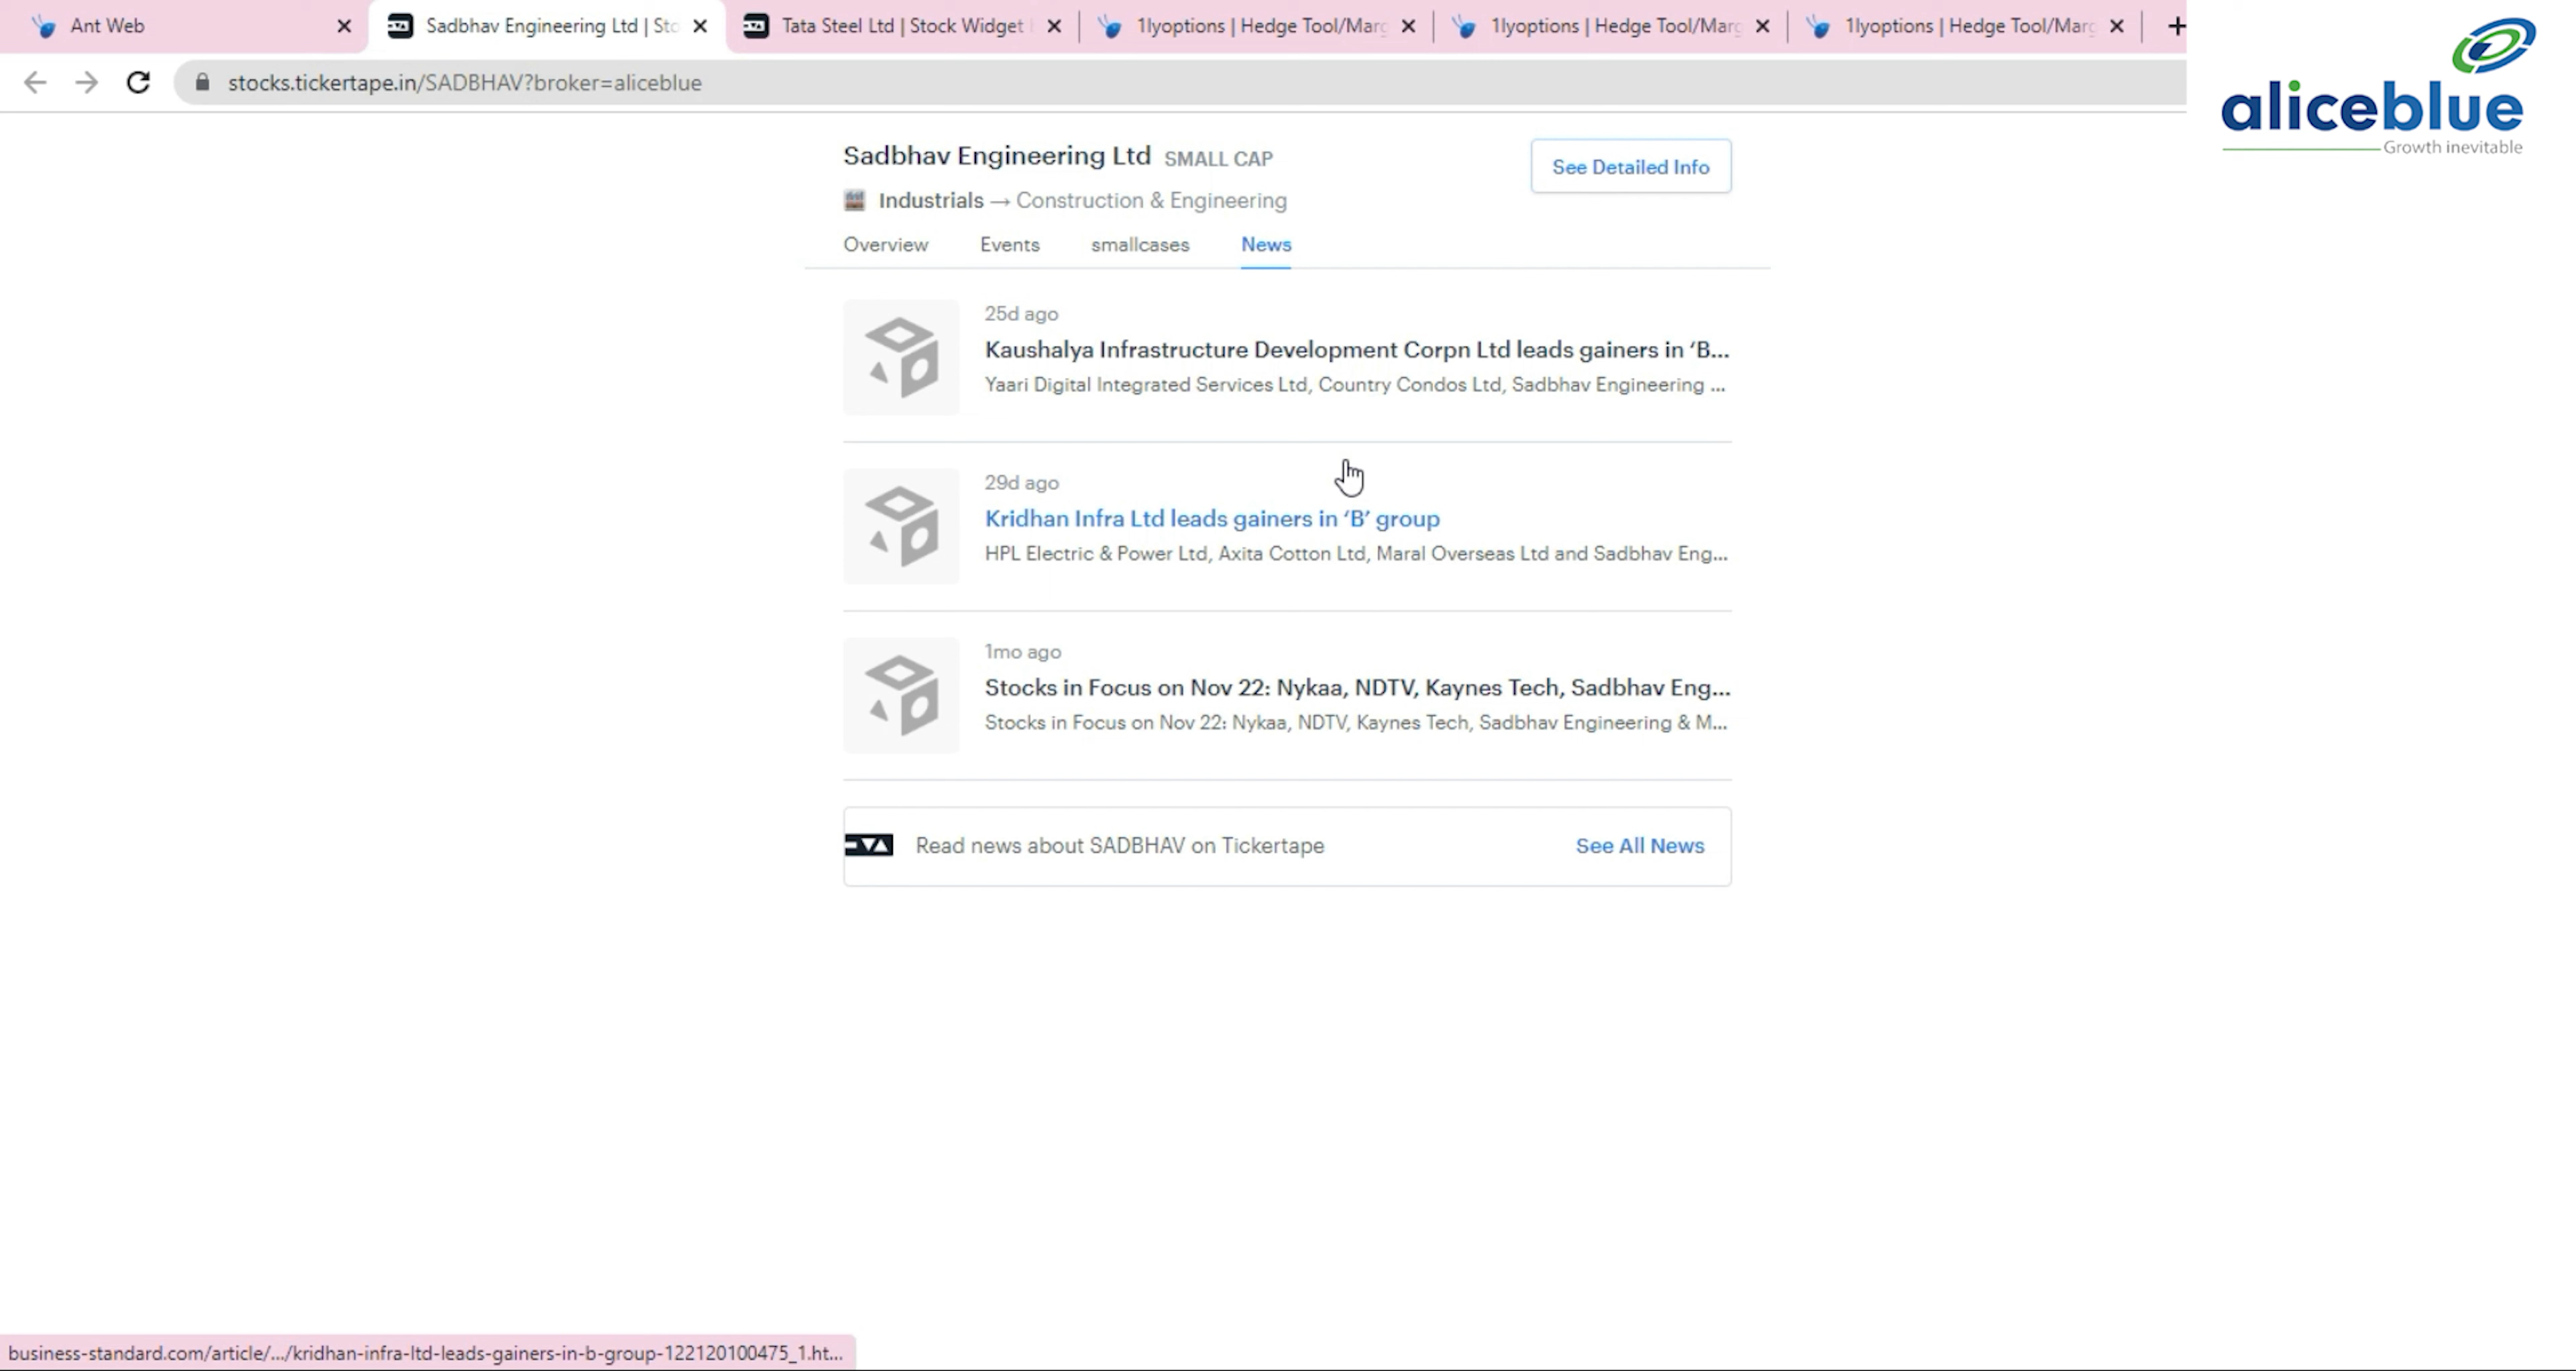 Ant Web
Sadbhav Engineering Ltd | Sto
Tata Steel Ltd | Stock Widget
1lyoptions | Hedge Tool/Marg
1lyoptions | Hedge Tool/Marg
1lyoptions | Hedge Tool/Marg
stocks.tickertape.in/SADBHAV?broker=aliceblue
aliceblue
Growth inevitable
Sadbhav Engineering Ltd SMALL CAP
See Detailed Info
Industrials → Construction & Engineering
Overview Events smallcases News
25d ago
Kaushalya Infrastructure Development Corpn Ltd leads gainers in ‘B...
Yaari Digital Integrated Services Ltd, Country Condos Ltd, Sadbhav Engineering ...
29d ago
Kridhan Infra Ltd leads gainers in ‘B’ group
HPL Electric & Power Ltd, Axita Cotton Ltd, Maral Overseas Ltd and Sadbhav Eng...
1mo ago
Stocks in Focus on Nov 22: Nykaa, NDTV, Kaynes Tech, Sadbhav Eng...
Stocks in Focus on Nov 22: Nykaa, NDTV, Kaynes Tech, Sadbhav Engineering & M...
Read news about SADBHAV on Tickertape
See All News
business-standard.com/article/.../kridhan-infra-ltd-leads-gainers-in-b-group-122120100475_1.ht...